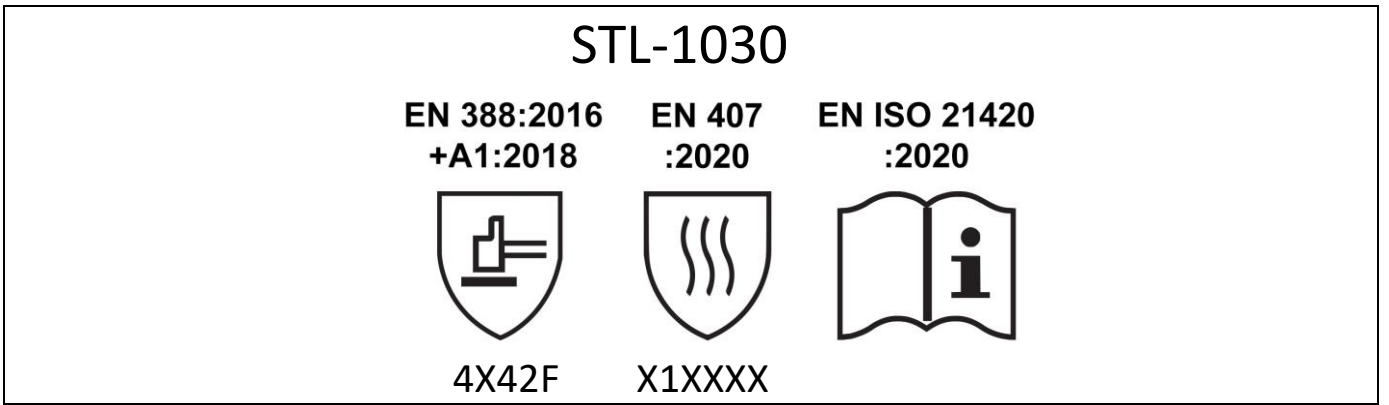 STL-1030
EN 388:2016
+A1:2018
EN 407
:2020
EN ISO 21420
:2020
i
4X42F
X1XXXX